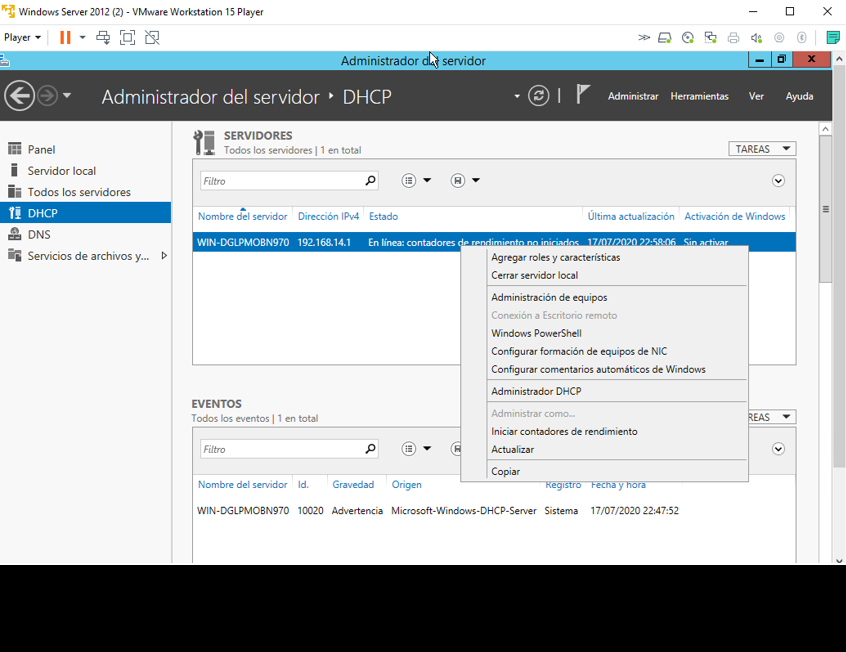 Windows Server 2012 (2) - VMware Workstation 15 Player
Player
Administrador del servidor
Administrador del servidor ‣ DHCP
Administrar Herramientas Ver Ayuda
Panel
Servidor local
Todos los servidores
DHCP
DNS
Servicios de archivos y...
SERVIDORES
Todos los servidores | 1 en total
TAREAS
Filtro
Nombre del servidor Dirección IPv4 Estado Última actualización Activación de Windows
WIN-DGLPMOBN970 192.168.14.1 En línea: contadores de rendimiento no iniciados 17/07/2020 22:58:06 Sin activar
Agregar roles y características
Cerrar servidor local
Administración de equipos
Conexión a Escritorio remoto
Windows PowerShell
Configurar formación de equipos de NIC
Configurar comentarios automáticos de Windows
Administrador DHCP
Administrar como...
Iniciar contadores de rendimiento
Actualizar
Copiar
EVENTOS
Todos los eventos | 1 en total
REAS
Filtro
Nombre del servidor Id. Gravedad Origen Registro Fecha y hora
WIN-DGLPMOBN970 10020 Advertencia Microsoft-Windows-DHCP-Server Sistema 17/07/2020 22:47:52